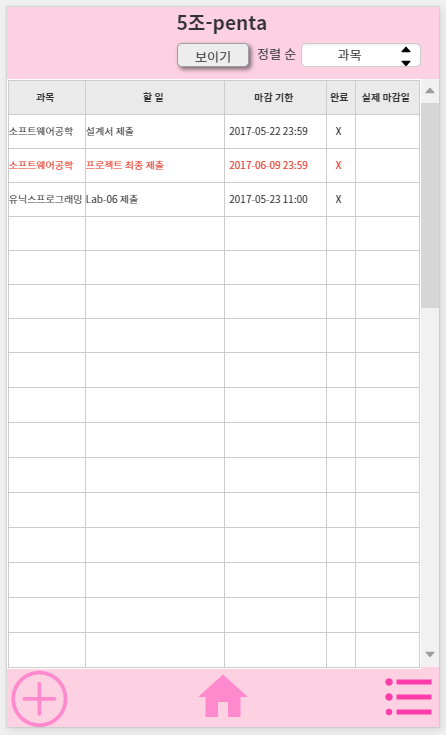 5조-penta
보이기 정렬 순 과목
과목 할 일 마감 기한 완료 실제 마감일
소프트웨어공학 설계서 제출 2017-05-22 23:59 X
소프트웨어공학 프로젝트 최종 제출 2017-06-09 23:59 X
유닉스프로그래밍 Lab-06 제출 2017-05-23 11:00 X